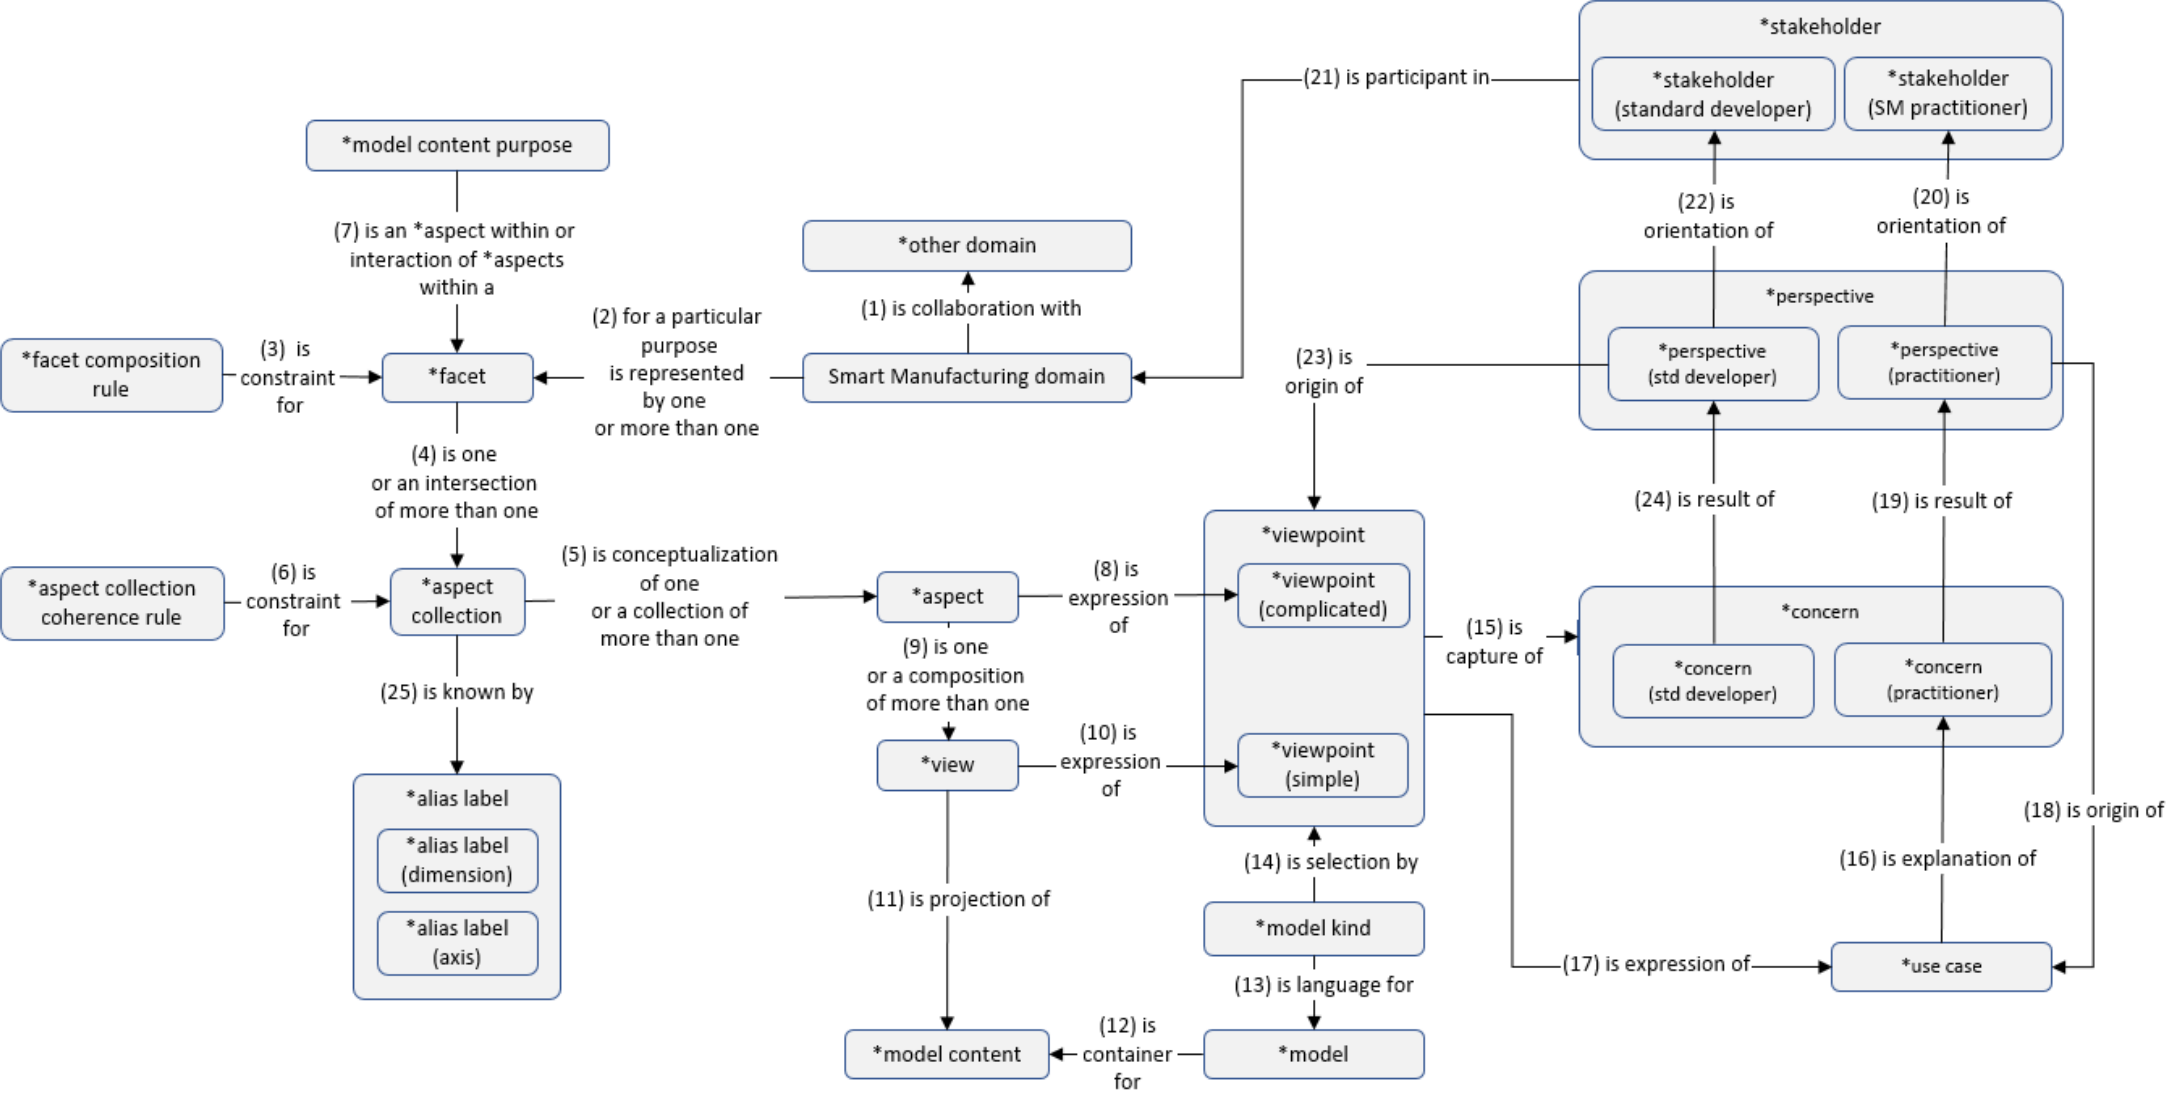 *stakeholder
*stakeholder
(standard developer)
*stakeholder
(SM practitioner)
(21) is participant in
*model content purpose
(7) is an *aspect within or
interaction of *aspects
within a
*other domain
(1) is collaboration with
(22) is
orientation of
(20) is
orientation of
*perspective
*perspective
(std developer)
*perspective
(practitioner)
*facet composition
rule
(3)  is
constraint
for
*facet
(2) for a particular
purpose
is represented
by one
or more than one
Smart Manufacturing domain
(23) is
origin of
(4) is one
or an intersection
of more than one
(24) is result of
(19) is result of
*aspect collection
coherence rule
(6) is
constraint
for
*aspect
collection
(5) is conceptualization
of one
or a collection of
more than one
*aspect
(8) is
expression
of
*viewpoint
*viewpoint
(complicated)
(15) is
capture of
*concern
*concern
(std developer)
*concern
(practitioner)
(9) is one
or a composition
of more than one
(25) is known by
*view
(10) is
expression
of
*viewpoint
(simple)
*alias label
*alias label
(dimension)
*alias label
(axis)
(18) is origin of
(14) is selection by
(16) is explanation of
(11) is projection of
*model kind
(17) is expression of
*use case
(13) is language for
*model content
(12) is
container
for
*model